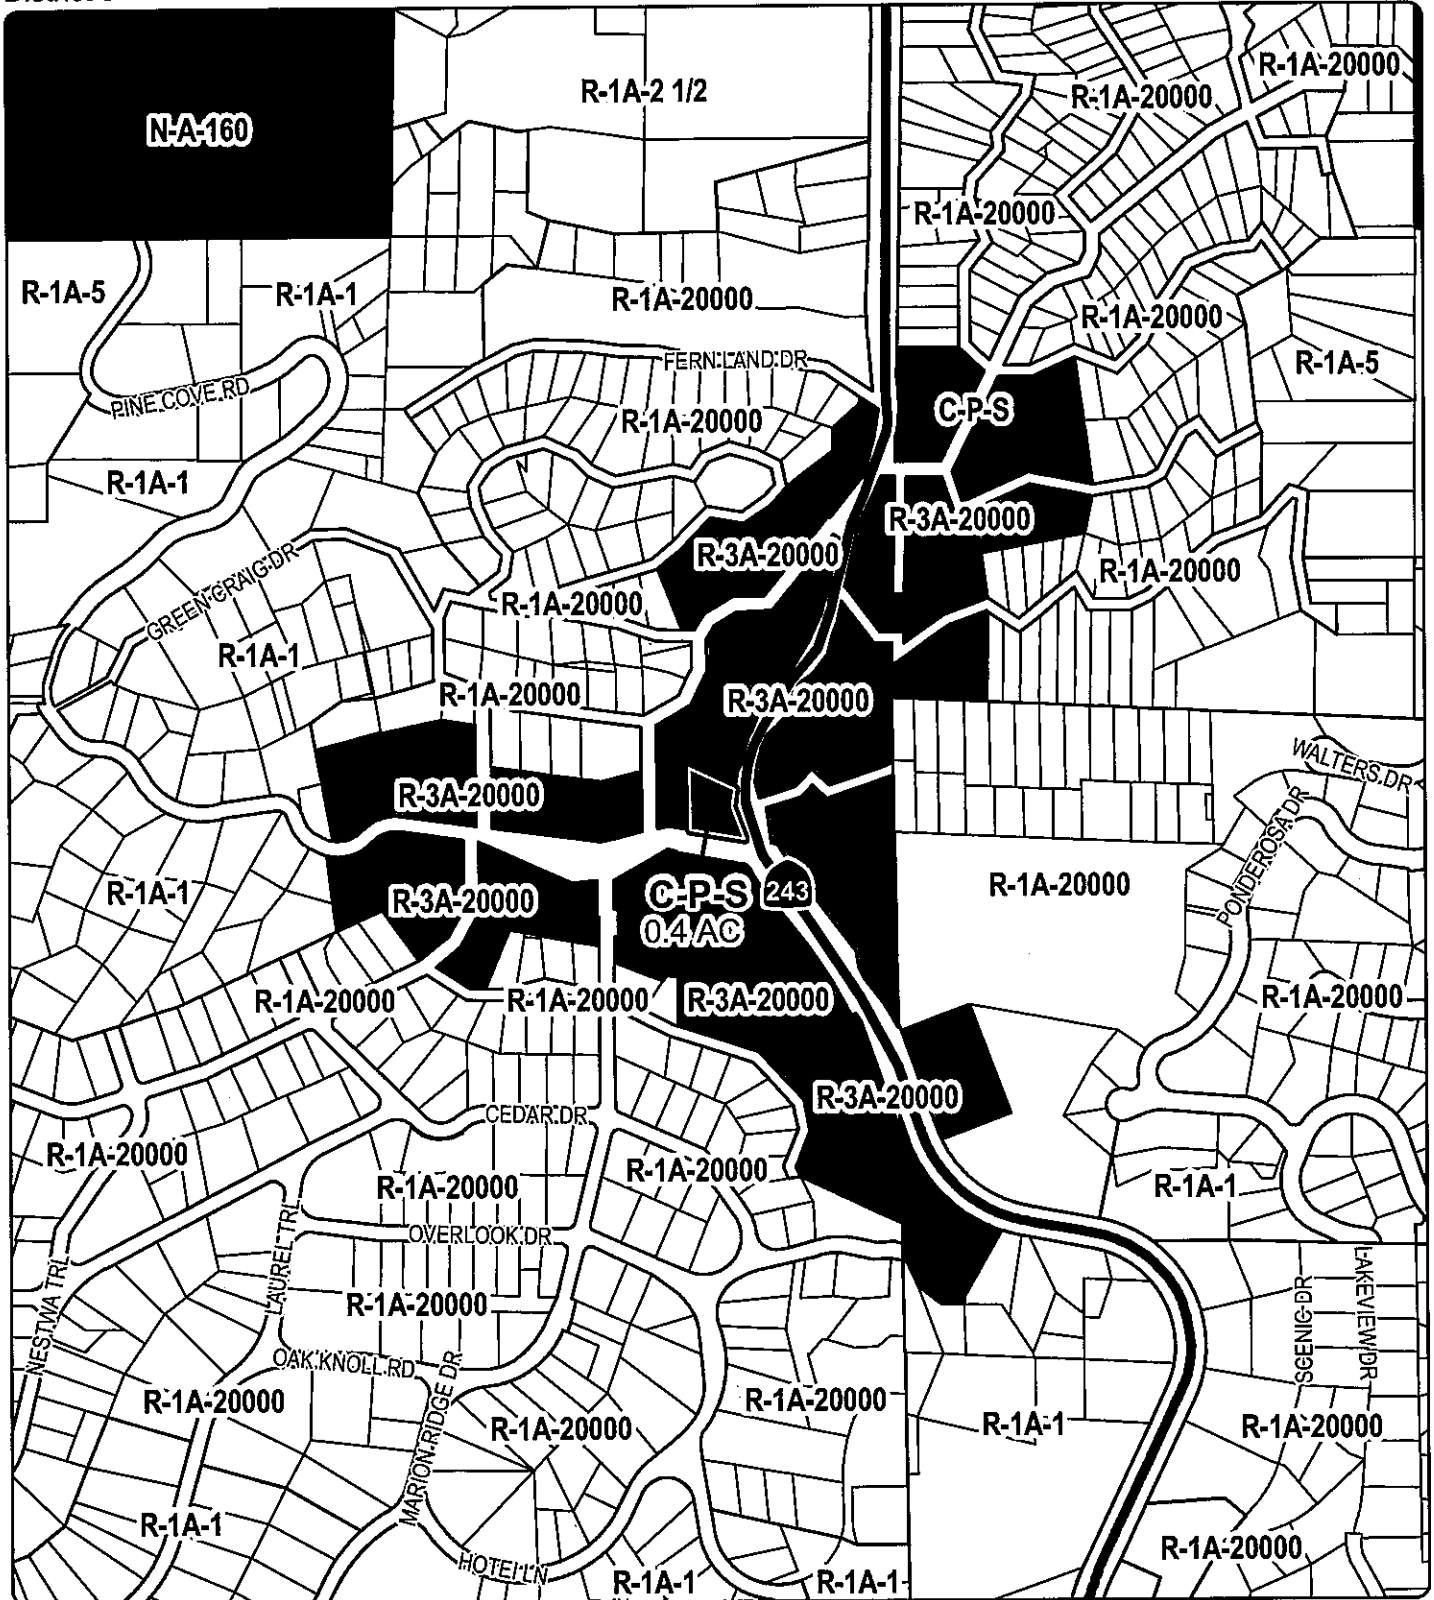 R-1A-20000
N-A-160
R-1A-2 1/2
R-1A-20000
R-1A-20000
R-1A-5
R-1A-1
R-1A-20000
R-1A-20000
FERN LAND DR
R-1A-5
PINE COVE RD
C-P-S
R-1A-20000
R-1A-1
R-3A-20000
R-3A-20000
GREEN CRAIG DR
R-1A-20000
R-1A-20000
R-1A-1
R-1A-20000
R-3A-20000
WALTERS DR
R-3A-20000
PONDEROSA DR
R-1A-1
R-3A-20000
C-P-S
0.4 AC
243
R-1A-20000
R-1A-20000
R-1A-20000
R-3A-20000
R-1A-20000
R-3A-20000
CEDAR DR
R-1A-20000
R-1A-20000
R-1A-20000
R-1A-1
LAUREL TRL
OVERLOOK DR
NESTWA TRL
R-1A-20000
SCENIC DR
LAKEVIEW DR
OAK KNOLL RD
MARION RIDGE DR
R-1A-20000
R-1A-20000
R-1A-20000
R-1A-1
R-1A-20000
R-1A-1
HOTEL LN
R-1A-1
R-1A-1
R-1A-20000